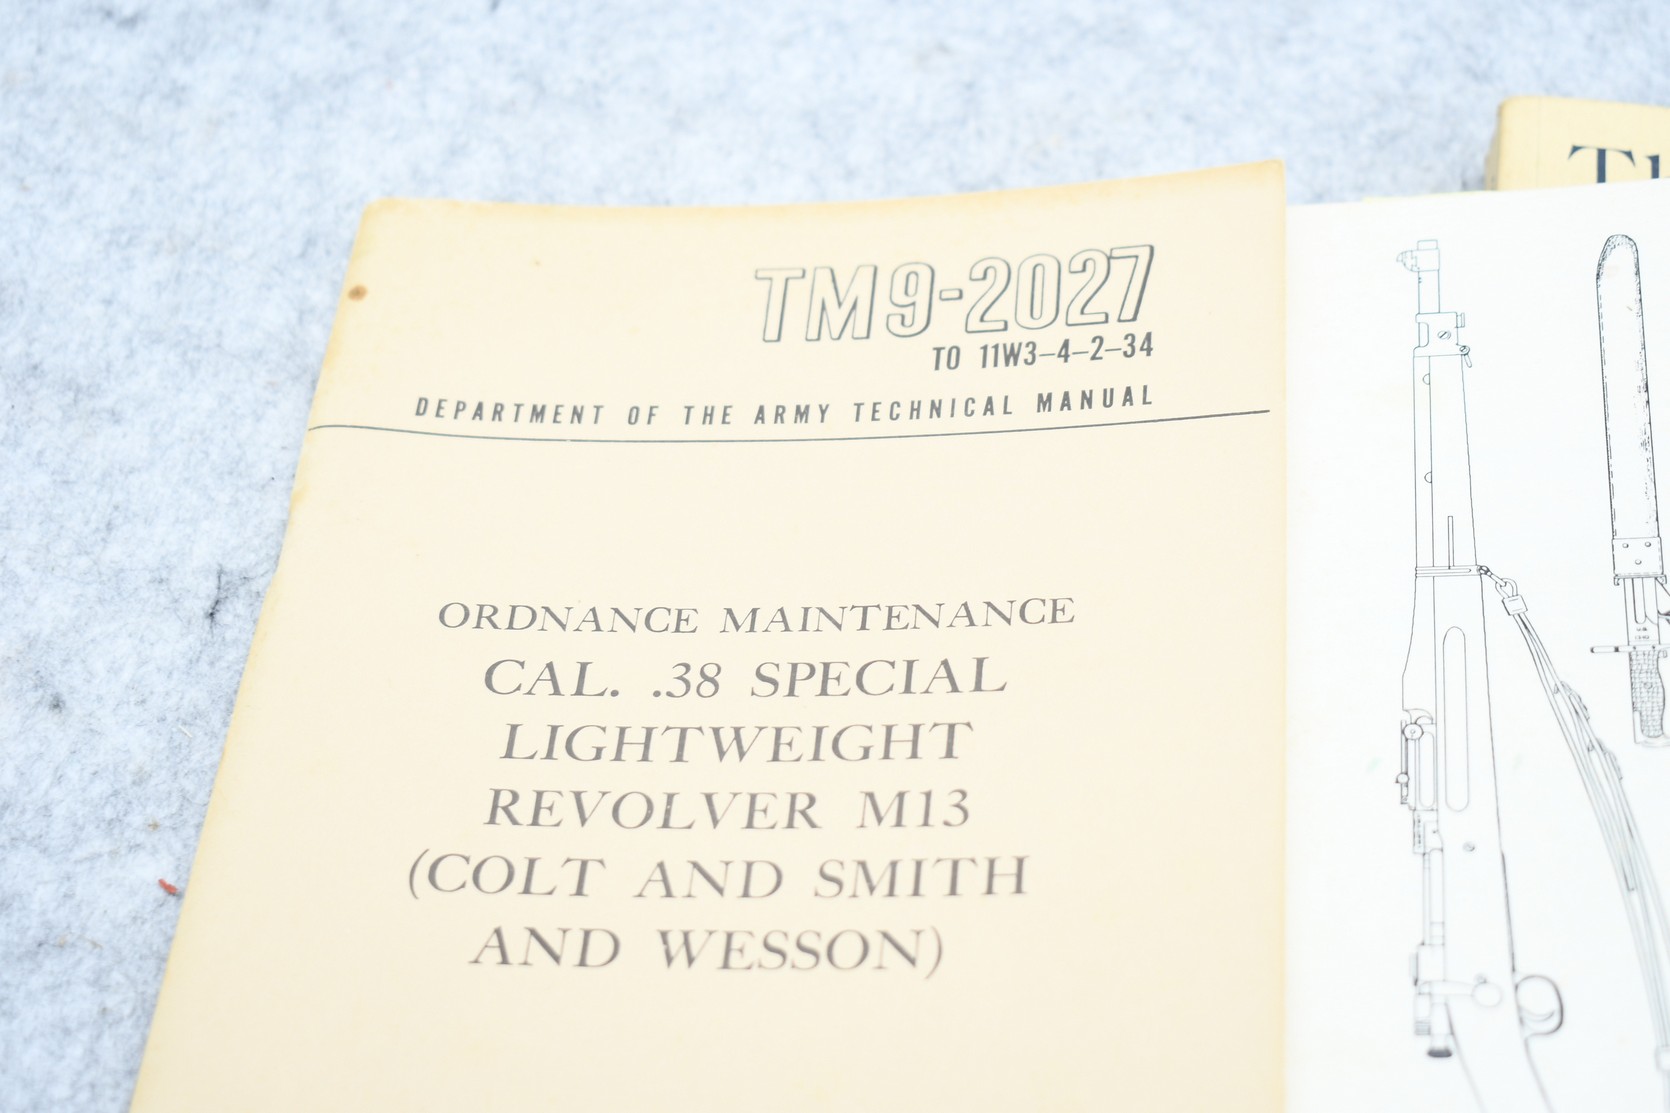 TM9-2027
TO 11W3-4-2-34
DEPARTMENT OF THE ARMY TECHNICAL MANUAL
ORDNANCE MAINTENANCE
CAL. .38 SPECIAL
LIGHTWEIGHT
REVOLVER M13
(COLT AND SMITH
AND WESSON)